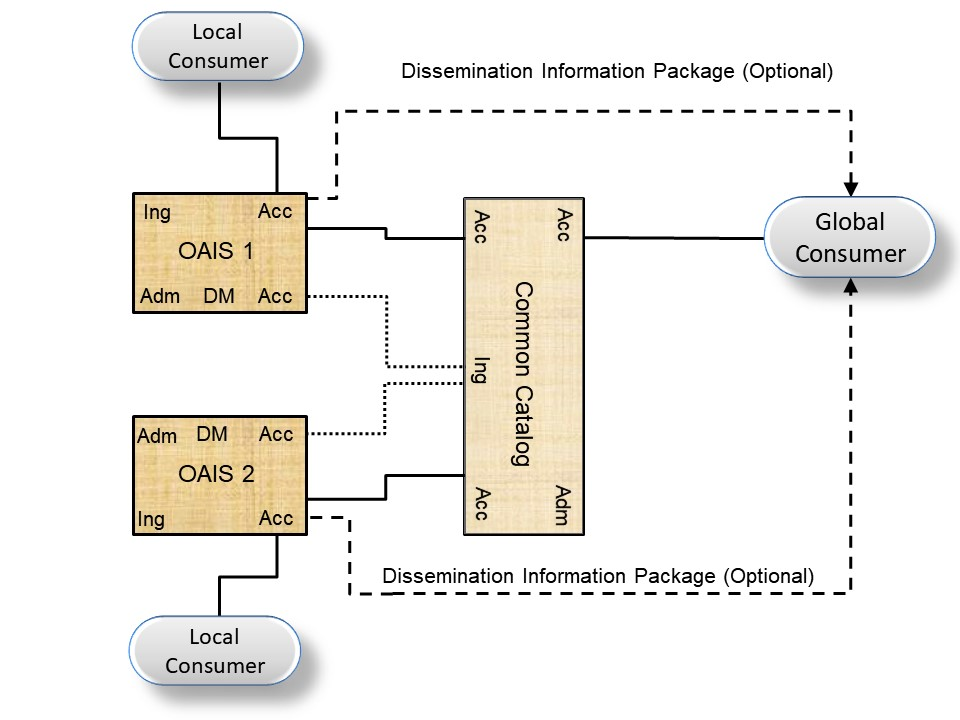 Local
Consumer
Dissemination Information Package (Optional)
Ing Acc
OAIS 1
Adm DM Acc
Acc Acc
Global
Consumer
Ing
Common Catalog
Adm DM Acc
OAIS 2
Ing Acc
Acc Adm
Dissemination Information Package (Optional)
Local
Consumer